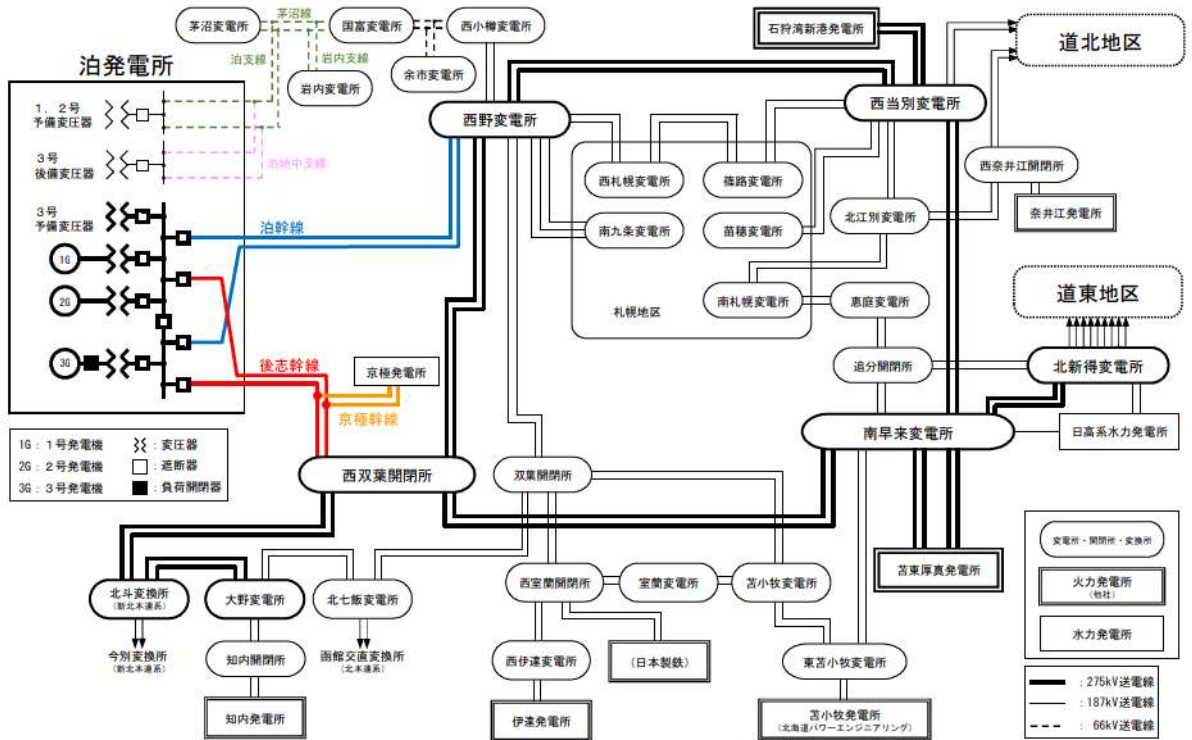 茅沼変電所
茅沼線
国富変電所
西小樽変電所
石狩湾新港発電所
道北地区
泊支線
岩内支線
岩内変電所
余市変電所
泊発電所
1,2号
予備変圧器
3号
後備変圧器
泊地中支線
3号
予備変圧器
1G
2G
3G
泊幹線
後志幹線
京極発電所
京極幹線
西野変電所
西当別変電所
西札幌変電所
篠路変電所
南九条変電所
苗穂変電所
南札幌変電所
札幌地区
北江別変電所
西奈井江開閉所
奈井江発電所
恵庭変電所
道東地区
追分開閉所
北新得変電所
南早来変電所
日高系水力発電所
1G:1号発電機
:変圧器
2G:2号発電機
:遮断器
3G:3号発電機
:負荷開閉器
西双葉開閉所
双葉開閉所
北斗変換所
(新北本連系)
大野変電所
北七飯変電所
西室蘭開閉所
室蘭変電所
苫小牧変電所
苫東厚真発電所
今別変換所
(新北本連系)
知内開閉所
函館交直変換所
(北本連系)
西伊達変電所
(日本製鉄)
東苫小牧変電所
知内発電所
伊達発電所
苫小牧発電所
(北海道パワーエンジニアリング)
変電所・開閉所・変換所
火力発電所
(他社)
水力発電所
:275kV送電線
:187kV送電線
:66kV送電線